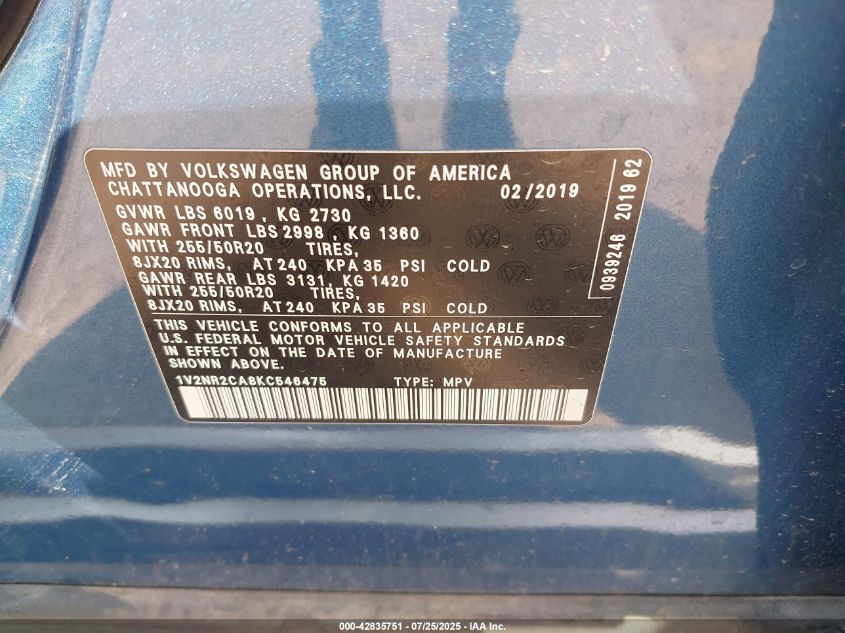 MFD BY VOLKSWAGEN GROUP OF AMERICA
CHATTANOOGA OPERATIONS, LLC. 02/2019
GVWR LBS 6019, KG 2730
GAWR FRONT LBS 2998, KG 1360
WITH 255/50R20 TIRES,
8JX20 RIMS, AT 240 KPA 35 PSI COLD
GAWR REAR LBS 3131, KG 1420
WITH 255/50R20 TIRES,
8JX20 RIMS, AT 240 KPA 35 PSI COLD
THIS VEHICLE CONFORMS TO ALL APPLICABLE
U.S. FEDERAL MOTOR VEHICLE SAFETY STANDARDS
IN EFFECT ON THE DATE OF MANUFACTURE
SHOWN ABOVE.
1V2NR2CA8KC546475 TYPE: MPV
0939246 2019 62
000-42835751 - 07/25/2025 - IAA Inc.